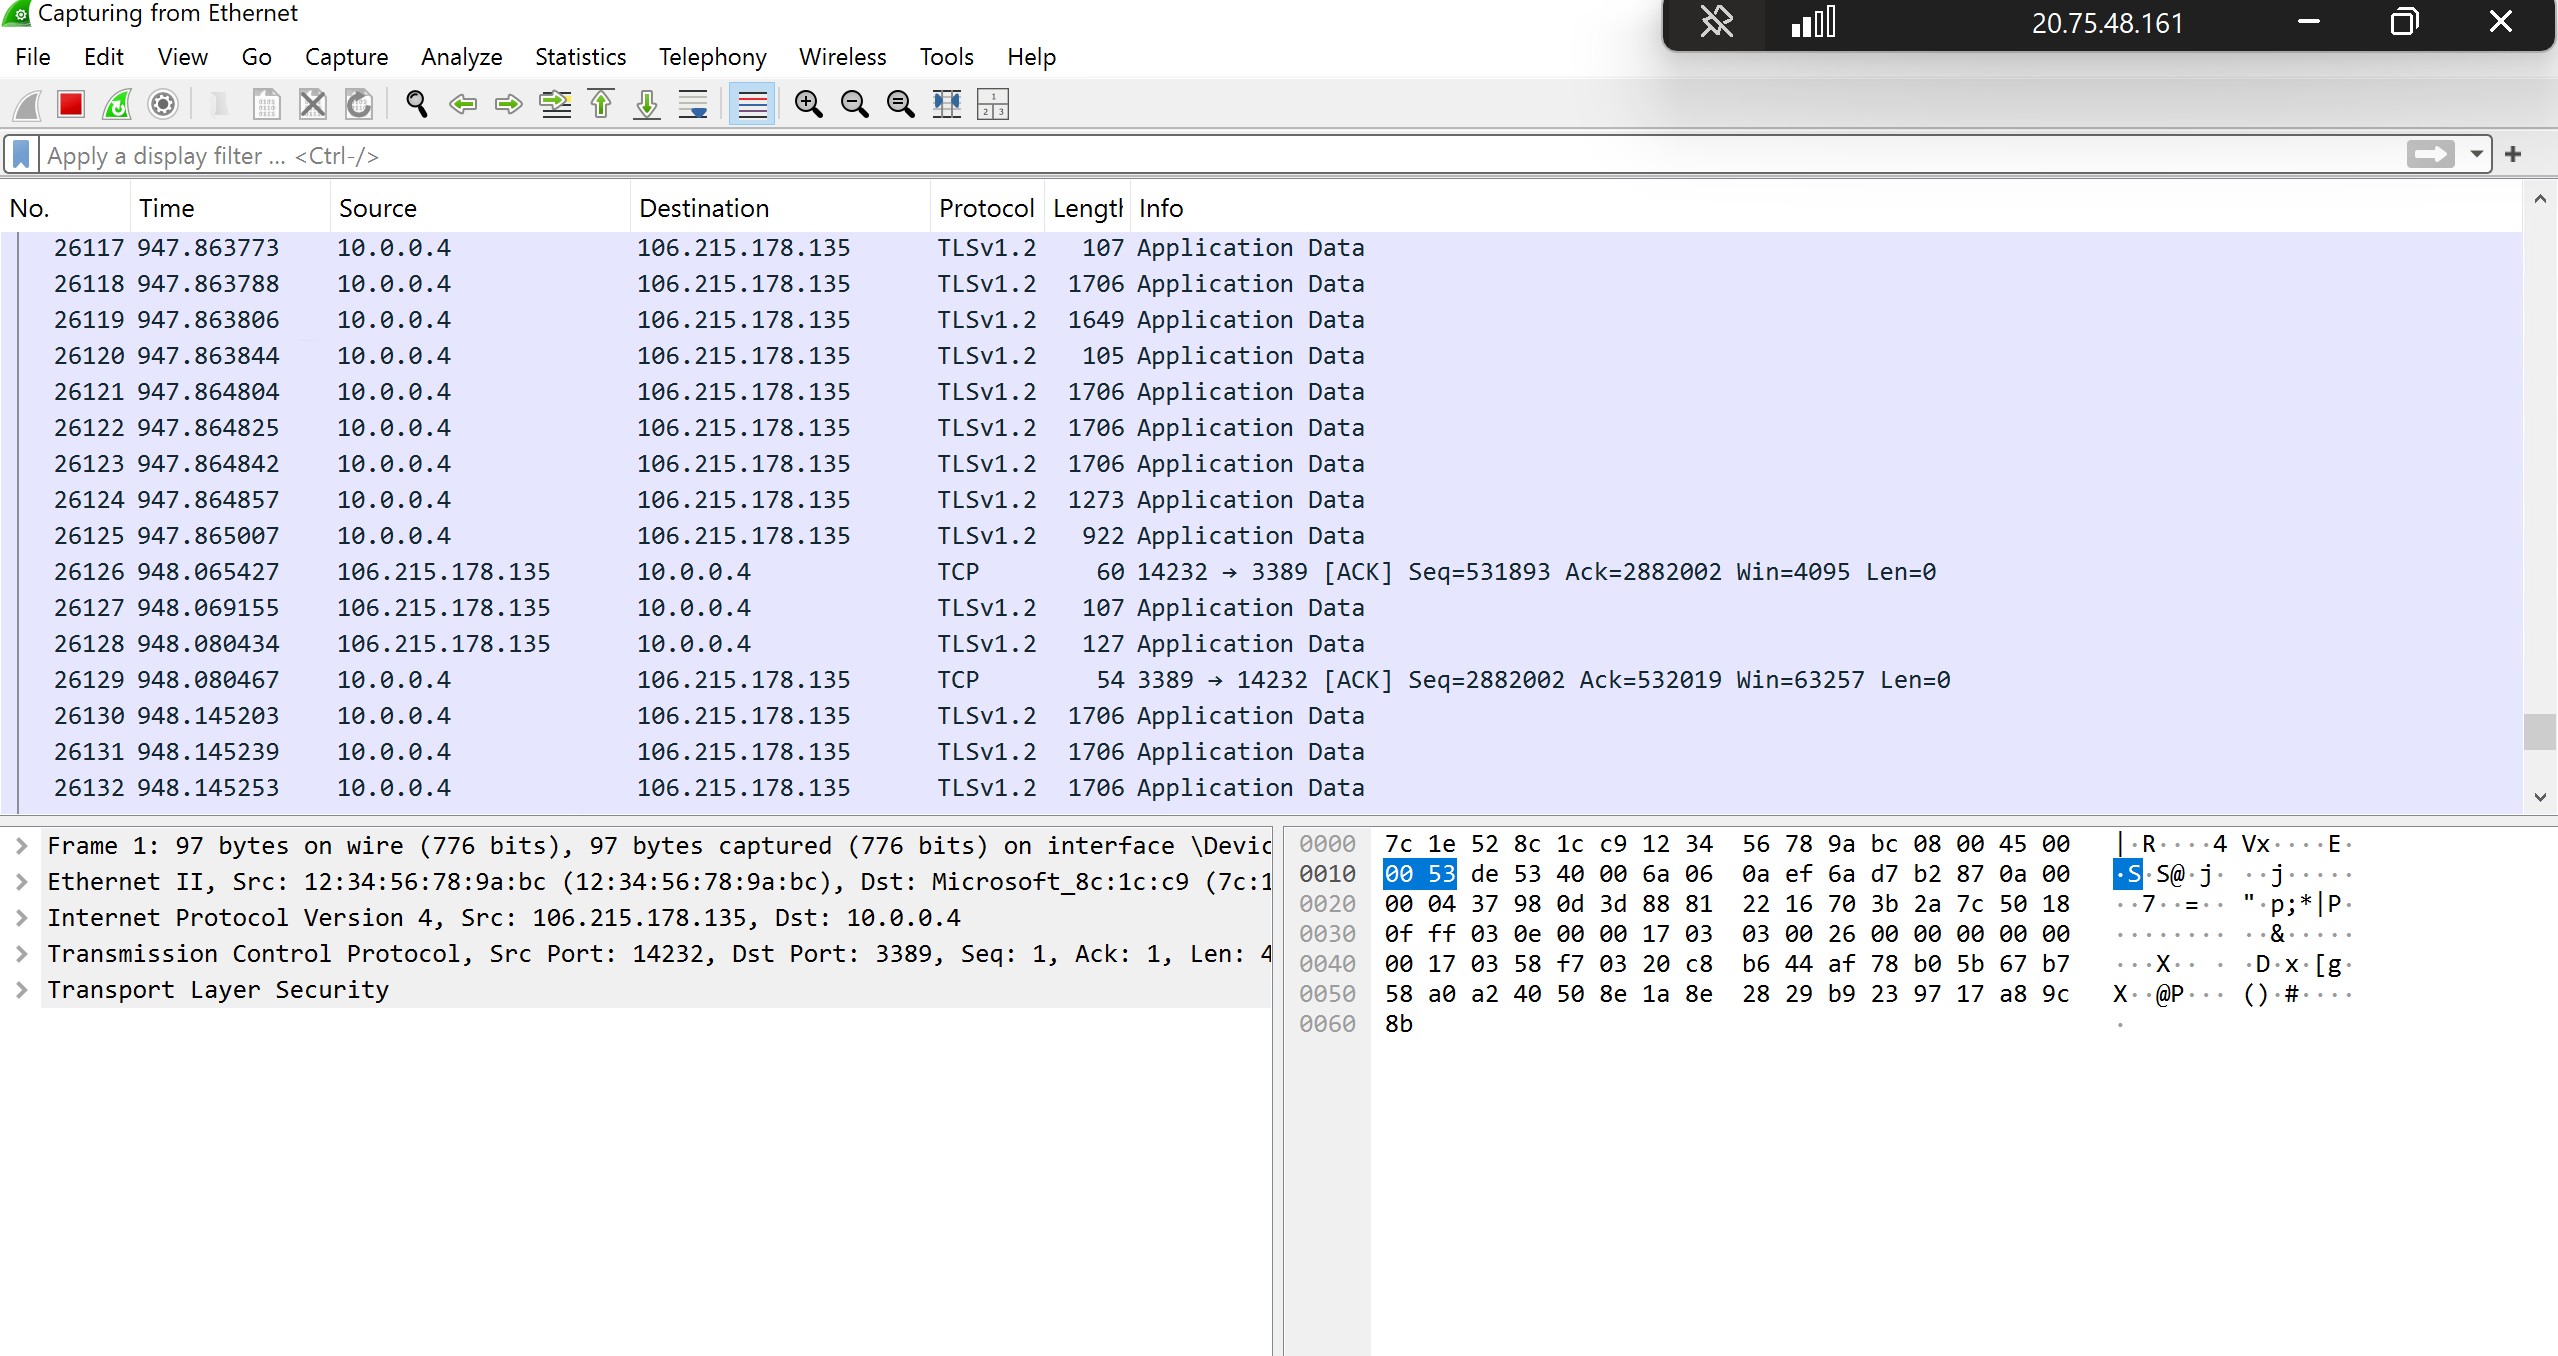 Capturing from Ethernet
20.75.48.161
File Edit View Go Capture Analyze Statistics Telephony Wireless Tools Help
Apply a display filter ... <Ctrl-/>
No. Time Source Destination Protocol Length Info
26117 947.863773 10.0.0.4 106.215.178.135 TLSv1.2 107 Application Data
26118 947.863788 10.0.0.4 106.215.178.135 TLSv1.2 1706 Application Data
26119 947.863806 10.0.0.4 106.215.178.135 TLSv1.2 1649 Application Data
26120 947.863844 10.0.0.4 106.215.178.135 TLSv1.2 105 Application Data
26121 947.864804 10.0.0.4 106.215.178.135 TLSv1.2 1706 Application Data
26122 947.864825 10.0.0.4 106.215.178.135 TLSv1.2 1706 Application Data
26123 947.864842 10.0.0.4 106.215.178.135 TLSv1.2 1706 Application Data
26124 947.864857 10.0.0.4 106.215.178.135 TLSv1.2 1273 Application Data
26125 947.865007 10.0.0.4 106.215.178.135 TLSv1.2 922 Application Data
26126 948.065427 106.215.178.135 10.0.0.4 TCP 60 14232 → 3389 [ACK] Seq=531893 Ack=2882002 Win=4095 Len=0
26127 948.069155 106.215.178.135 10.0.0.4 TLSv1.2 107 Application Data
26128 948.080434 106.215.178.135 10.0.0.4 TLSv1.2 127 Application Data
26129 948.080467 10.0.0.4 106.215.178.135 TCP 54 3389 → 14232 [ACK] Seq=2882002 Ack=532019 Win=63257 Len=0
26130 948.145203 10.0.0.4 106.215.178.135 TLSv1.2 1706 Application Data
26131 948.145239 10.0.0.4 106.215.178.135 TLSv1.2 1706 Application Data
26132 948.145253 10.0.0.4 106.215.178.135 TLSv1.2 1706 Application Data
Frame 1: 97 bytes on wire (776 bits), 97 bytes captured (776 bits) on interface \Devic
Ethernet II, Src: 12:34:56:78:9a:bc (12:34:56:78:9a:bc), Dst: Microsoft_8c:1c:c9 (7c:1
Internet Protocol Version 4, Src: 106.215.178.135, Dst: 10.0.0.4
Transmission Control Protocol, Src Port: 14232, Dst Port: 3389, Seq: 1, Ack: 1, Len: 4
Transport Layer Security
0000 7c 1e 52 8c 1c c9 12 34 56 78 9a bc 08 00 45 00 |·R····4 Vx····E·
0010 00 53 de 53 40 00 6a 06 0a ef 6a d7 b2 87 0a 00 ·S·S@·j· ··j·····
0020 00 04 37 98 0d 3d 88 81 22 16 70 3b 2a 7c 50 18 ··7··=·· "·p;*|P·
0030 0f ff 03 0e 00 00 17 03 03 00 26 00 00 00 00 00 ········ ··&·····
0040 00 17 03 58 f7 03 20 c8 b6 44 af 78 b0 5b 67 b7 ···X·· · ·D·x·[g·
0050 58 a0 a2 40 50 8e 1a 8e 28 29 b9 23 97 17 a8 9c X··@P··· ()·#····
0060 8b ·